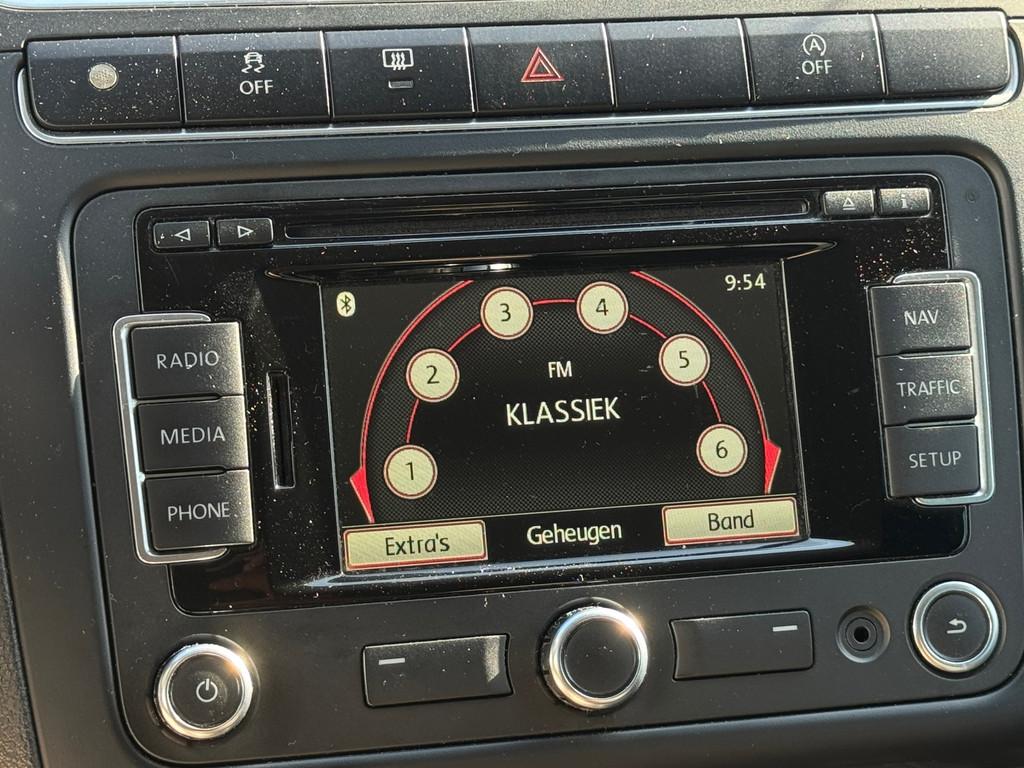 OFF
A
OFF
i
9:54
3
4
NAV
RADIO
2
FM
5
TRAFFIC
KLASSIEK
MEDIA
1
6
SETUP
PHONE
Extra's
Geheugen
Band